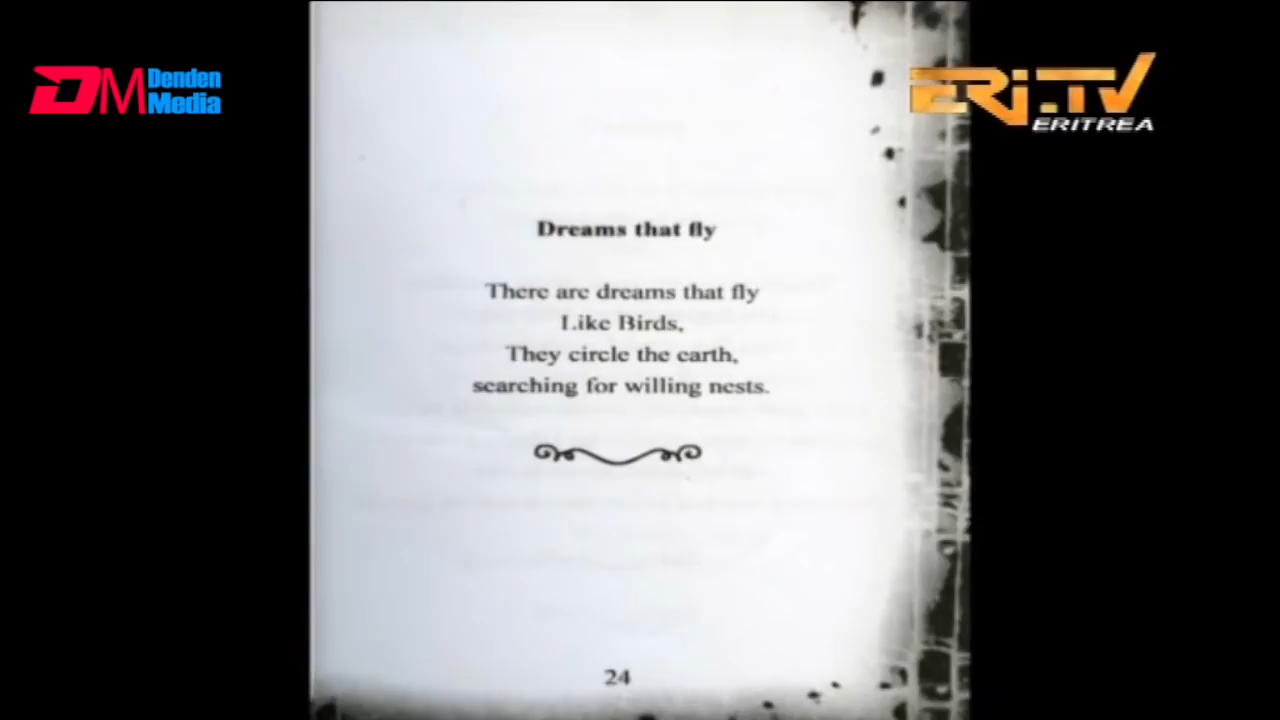 DM Denden
Media
ERi.TV
ERITREA
Dreams that fly
There are dreams that fly
Like Birds,
They circle the earth,
searching for willing nests.
24